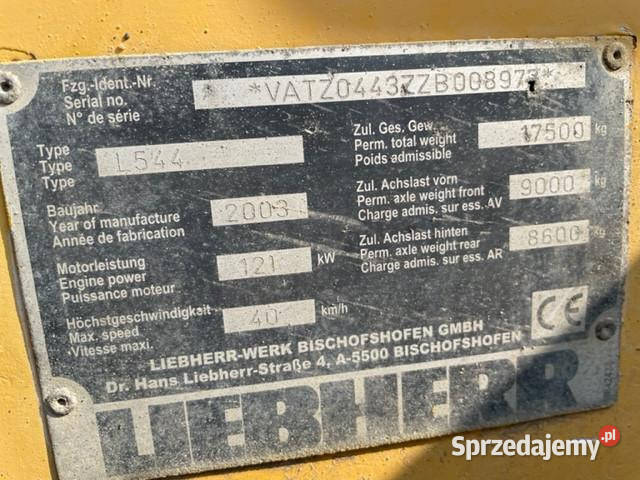 Fzg.-Ident.-Nr.
Serial no.
N° de série
Type
Type
Type
L544
Baujahr
Year of manufacture
Année de fabrication
2003
Motorleistung
Engine power
Puissance moteur
121 kW
Höchstgeschwindigkeit
Max. speed
Vitesse maxi.
40 km/h
Zul. Ges. Gew.
Perm. total weight
Poids admissible
17500 kg
Zul. Achslast vorn
Perm. axle weight front
Charge admis. sur ess. AV
9000 kg
Zul. Achslast hinten
Perm. axle weight rear
Charge admis. sur ess. AR
8600 kg
CE
LIEBHERR-WERK BISCHOFSHOFEN GMBH
Dr. Hans Liebherr-Straße 4, A-5500 BISCHOFSHOFEN
LIEBHERR
Sprzedajemy.pl